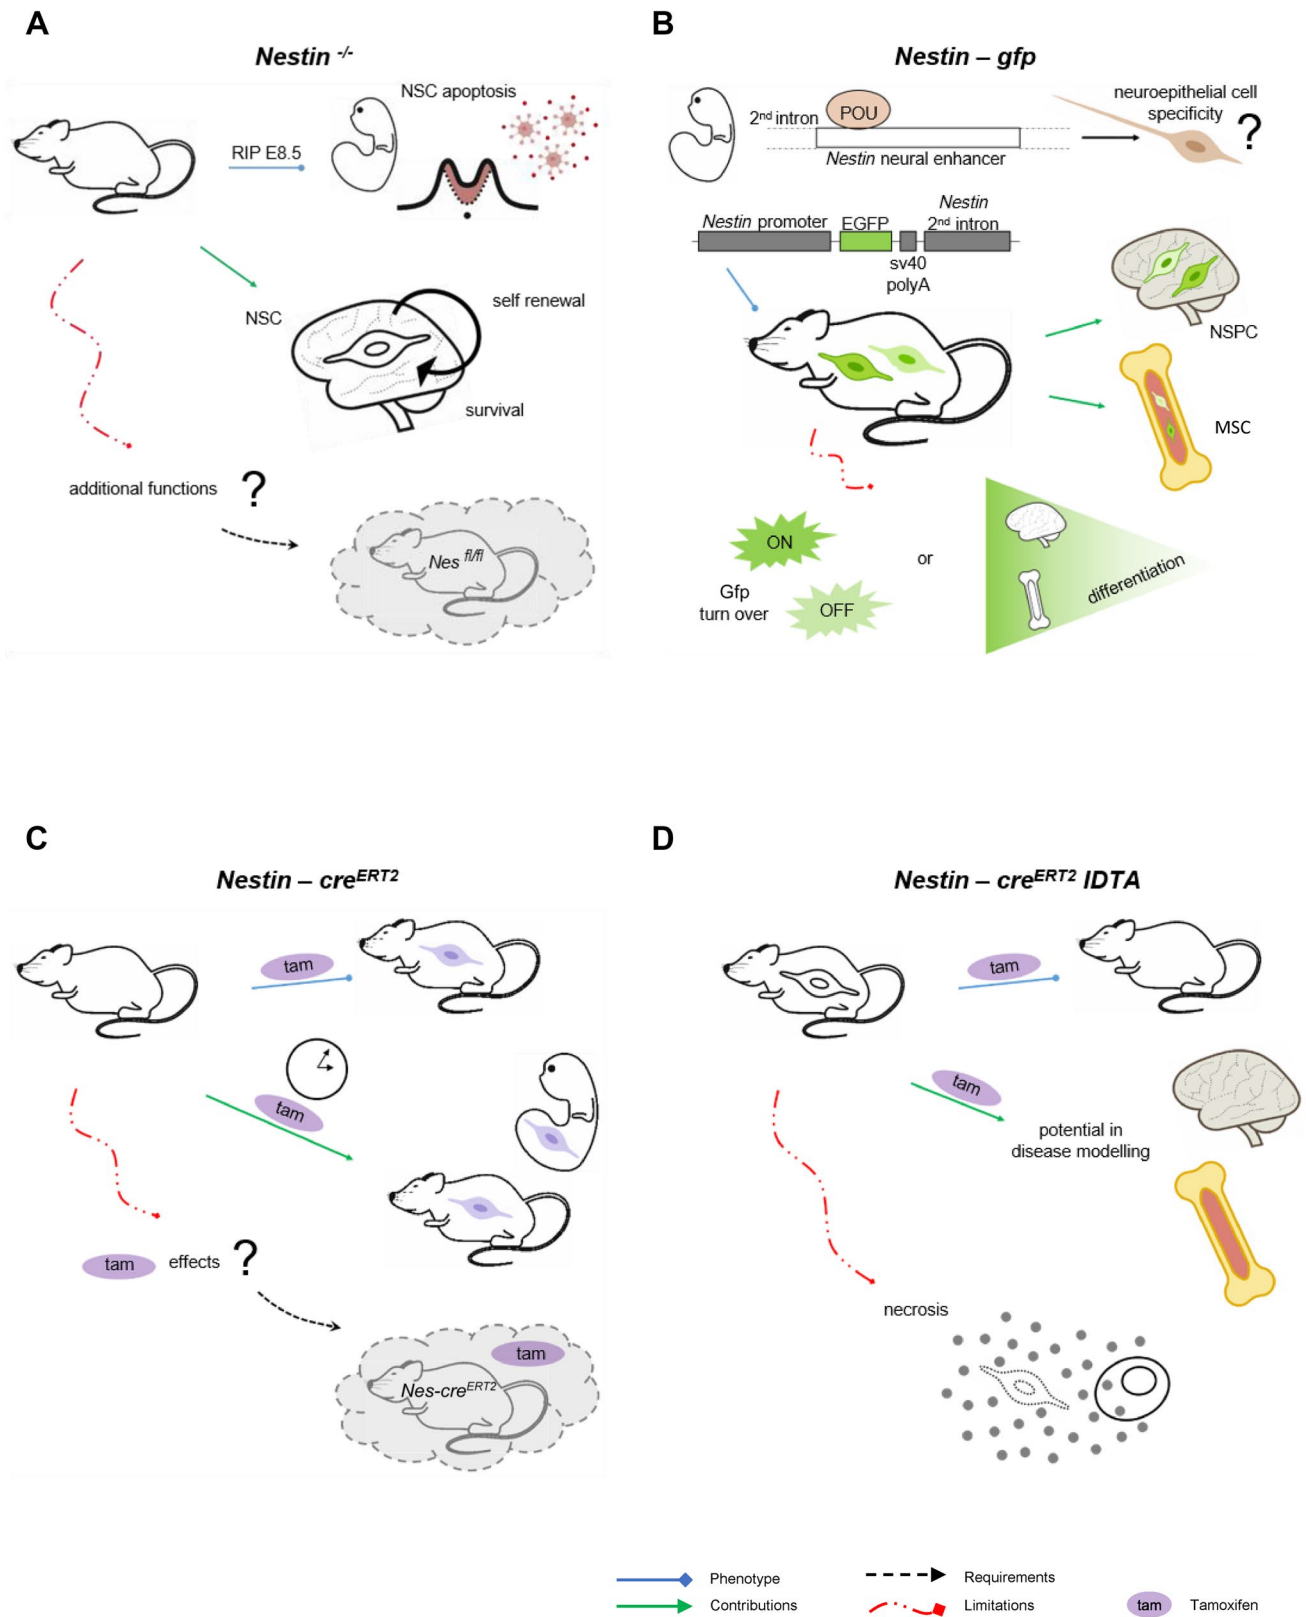 A
Nestin -/-
NSC apoptosis
RIP E8.5
NSC
self renewal
survival
additional functions ?
Nes fl/fl
B
Nestin – gfp
2nd intron
POU
Nestin neural enhancer
neuroepithelial cell
specificity
?
Nestin promoter
EGFP
Nestin
2nd intron
sv40
polyA
NSPC
MSC
ON
Gfp
turn over
OFF
or
differentiation
C
Nestin – creERT2
tam
tam
tam effects ?
tam
Nes-creERT2
D
Nestin – creERT2 IDTA
tam
tam
potential in
disease modelling
necrosis
Phenotype
Requirements
Contributions
Limitations
tam Tamoxifen